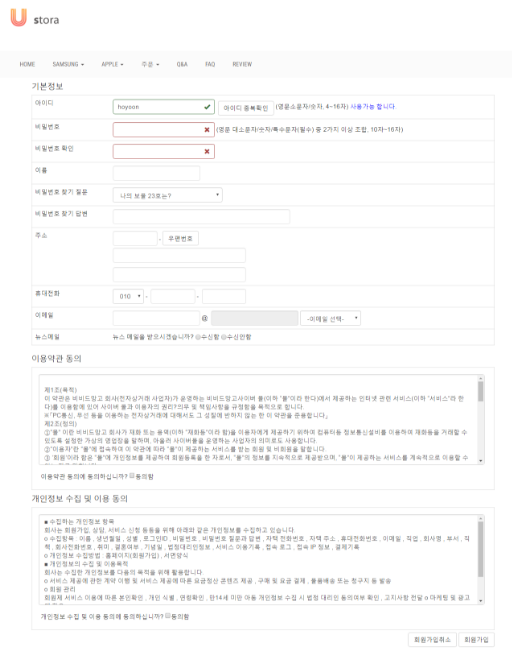 stora
HOME SAMSUNG APPLE 주문 Q&A FAQ REVIEW
기본정보
아이디 hoyoon 아이디 중복확인 (영문소문자/숫자, 4~16자) 사용가능 합니다
비밀번호 (영문 대소문자/숫자/특수문자(필수) 중 2가지 이상 조합, 10자~16자)
비밀번호 확인
이름
비밀번호 찾기 질문 나의 보물 23호는?
비밀번호 찾기 답변
주소 - 우편번호
휴대전화 010 - -
이메일 @ -이메일 선택-
뉴스메일 뉴스 메일을 받으시겠습니까? 수신함 수신안함
이용약관 동의
제1조(목적)
이 약관은 비비드망고 회사(전자상거래 사업자)가 운영하는 비비드망고사이버 몰(이하 "몰"이라 한다)에서 제공하는 인터넷 관련 서비스(이하 "서비스"라 한
다)를 이용함에 있어 사이버 몰과 이용자의 권리?의무 및 책임사항을 규정함을 목적으로 합니다.
※「PC통신, 무선 등을 이용하는 전자상거래에 대해서도 그 성질에 반하지 않는 한 이 약관을 준용합니다」
제2조(정의)
①"몰" 이란 비비드망고 회사가 재화 또는 용역(이하 "재화등"이라 함)을 이용자에게 제공하기 위하여 컴퓨터등 정보통신설비를 이용하여 재화등을 거래할 수
있도록 설정한 가상의 영업장을 말하며, 아울러 사이버몰을 운영하는 사업자의 의미로도 사용합니다.
②"이용자"란 "몰"에 접속하여 이 약관에 따라 "몰"이 제공하는 서비스를 받는 회원 및 비회원을 말합니다.
③ '회원'이라 함은 "몰"에 개인정보를 제공하여 회원등록을 한 자로서, "몰"의 정보를 지속적으로 제공받으며, "몰"이 제공하는 서비스를 계속적으로 이용할 수
이용약관 동의에 동의하십니까? 동의함
개인정보 수집 및 이용 동의
■ 수집하는 개인정보 항목
회사는 회원가입, 상담, 서비스 신청 등등을 위해 아래와 같은 개인정보를 수집하고 있습니다.
ο 수집항목 : 이름 , 생년월일 , 성별 , 로그인ID , 비밀번호 , 비밀번호 질문과 답변 , 자택 전화번호 , 자택 주소 , 휴대전화번호 , 이메일 , 직업 , 회사명 , 부서 , 직
책 , 회사전화번호 , 취미 , 결혼여부 , 기념일 , 법정대리인정보 , 서비스 이용기록 , 접속 로그 , 접속 IP 정보 , 결제기록
ο 개인정보 수집방법 : 홈페이지(회원가입) , 서면양식
■ 개인정보의 수집 및 이용목적
회사는 수집한 개인정보를 다음의 목적을 위해 활용합니다.
ο 서비스 제공에 관한 계약 이행 및 서비스 제공에 따른 요금정산 콘텐츠 제공 , 구매 및 요금 결제 , 물품배송 또는 청구지 등 발송
ο 회원 관리
회원제 서비스 이용에 따른 본인확인 , 개인 식별 , 연령확인 , 만14세 미만 아동 개인정보 수집 시 법정 대리인 동의여부 확인 , 고지사항 전달 ο 마케팅 및 광고
개인정보 수집 및 이용 동의에 동의하십니까? 동의함
회원가입취소 회원가입